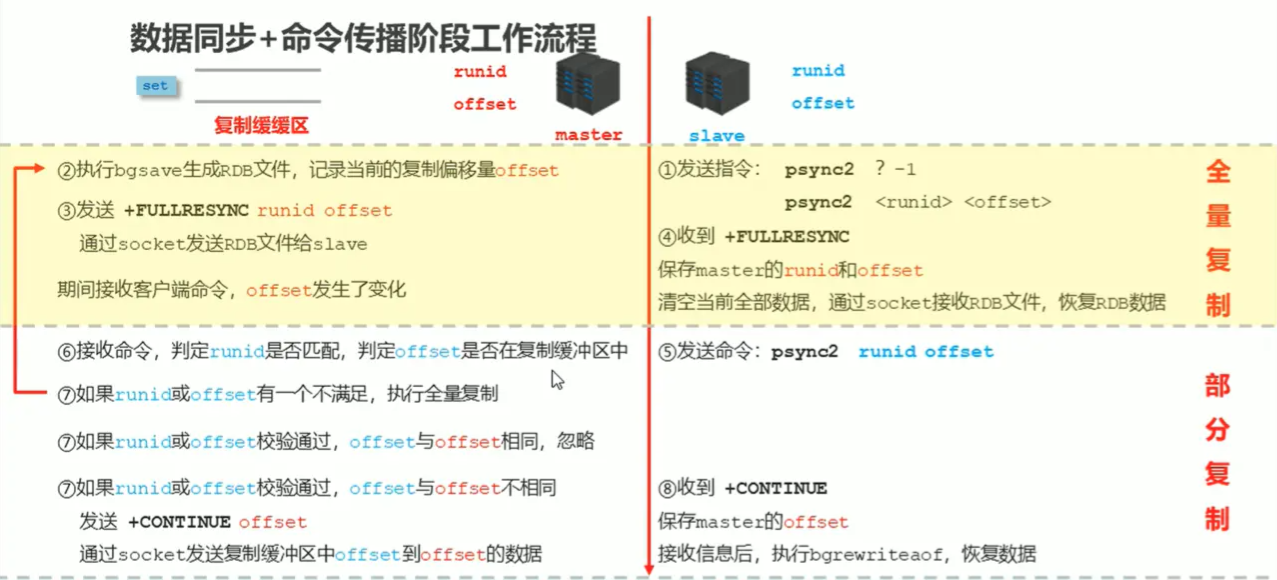 数据同步+命令传播阶段工作流程
set
复制缓缓区
runid
offset
master
runid
offset
slave
②执行bgsave生成RDB文件，记录当前的复制偏移量offset
③发送 +FULLRESYNC runid offset
通过socket发送RDB文件给slave
期间接收客户端命令，offset发生了变化
①发送指令： psync2 ? -1
psync2 <runid> <offset>
④收到 +FULLRESYNC
保存master的runid和offset
清空当前全部数据，通过socket接收RDB文件，恢复RDB数据
全
量
复
制
⑥接收命令，判定runid是否匹配，判定offset是否在复制缓冲区中
⑦如果runid或offset有一个不满足，执行全量复制
⑦如果runid或offset校验通过，offset与offset相同，忽略
⑦如果runid或offset校验通过，offset与offset不相同
发送 +CONTINUE offset
通过socket发送复制缓冲区中offset到offset的数据
⑤发送命令：psync2 runid offset
⑧收到 +CONTINUE
保存master的offset
接收信息后，执行bgrewriteaof，恢复数据
部
分
复
制